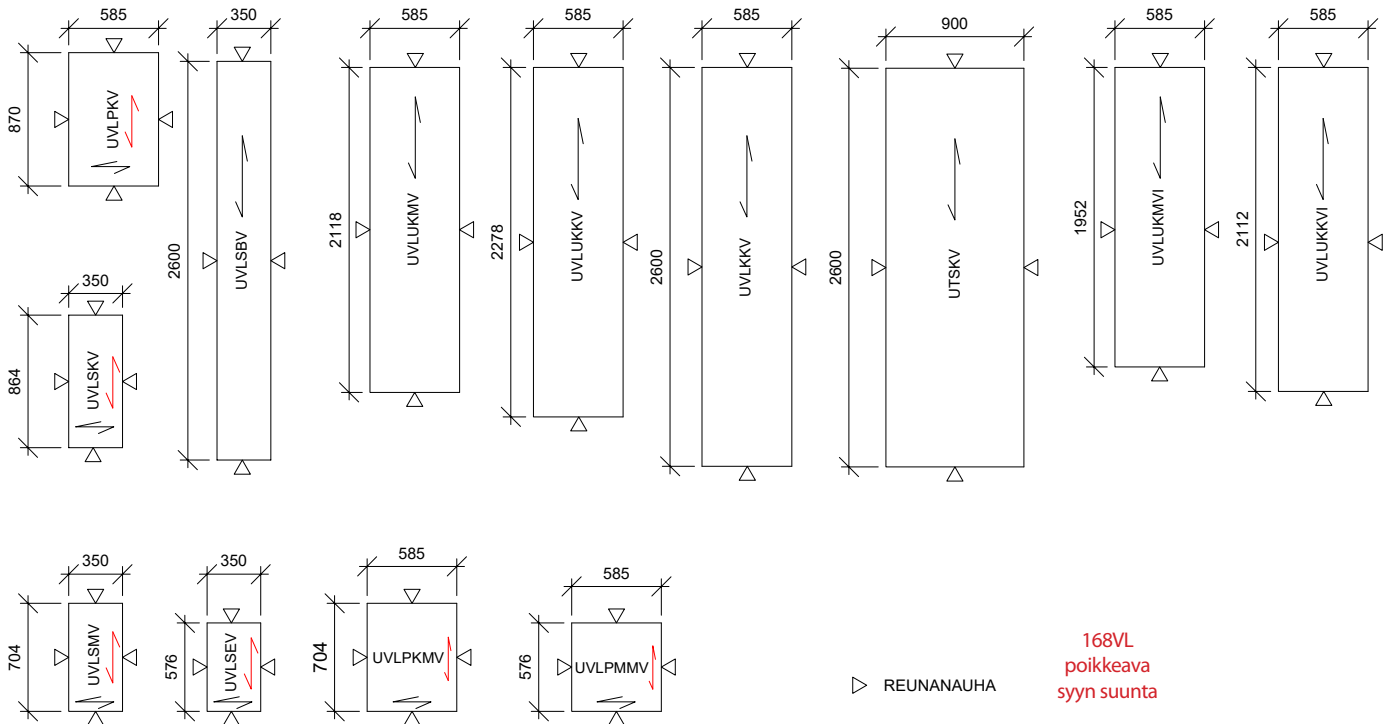 585
350
585
585
585
900
585
585
870
UVLPKV
2600
UVLSBV
2118
UVLUKMV
2278
UVLUKKV
2600
UVLKKV
2600
UTSKV
1952
UVLUKMVI
2112
UVLUKKVI
350
864
UVLSKV
350
704
UVLSMV
350
576
UVLSEV
585
704
UVLPKMV
585
576
UVLPMMV
REUNANAUHA
168VL
poikkeava
syyn suunta